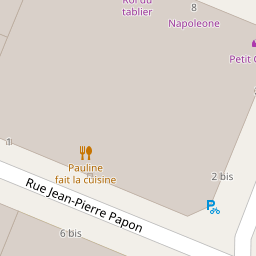 Roi du
tablier
8
Napoleone
Petit
1
Pauline
fait la cuisine
2 bis
Rue Jean-Pierre Papon
6 bis